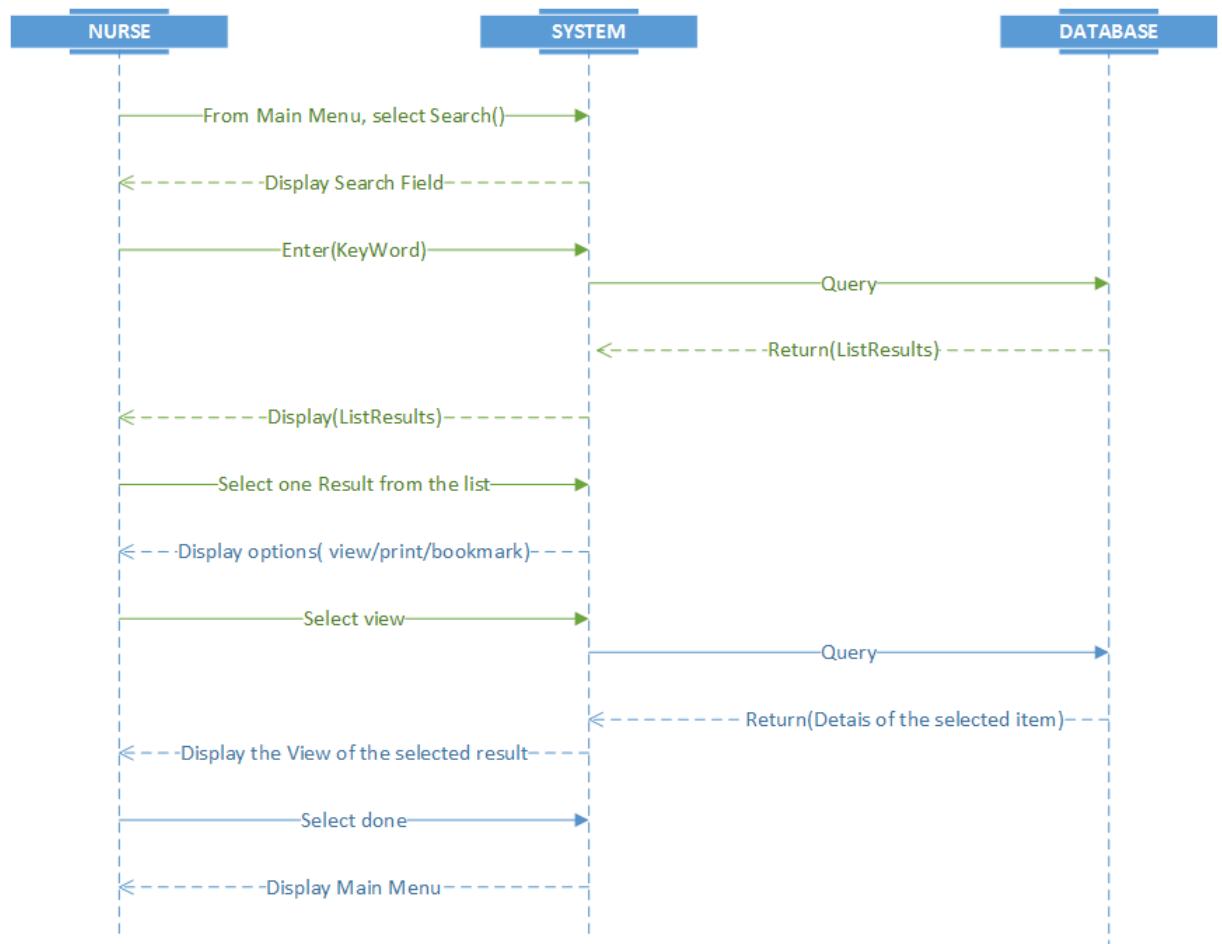 NURSE
SYSTEM
DATABASE
From Main Menu, select Search()
Display Search Field
Enter(KeyWord)
Query
Return(ListResults)
Display(ListResults)
Select one Result from the list
Display options( view/print/bookmark)
Select view
Query
Return(Detais of the selected item)
Display the View of the selected result
Select done
Display Main Menu